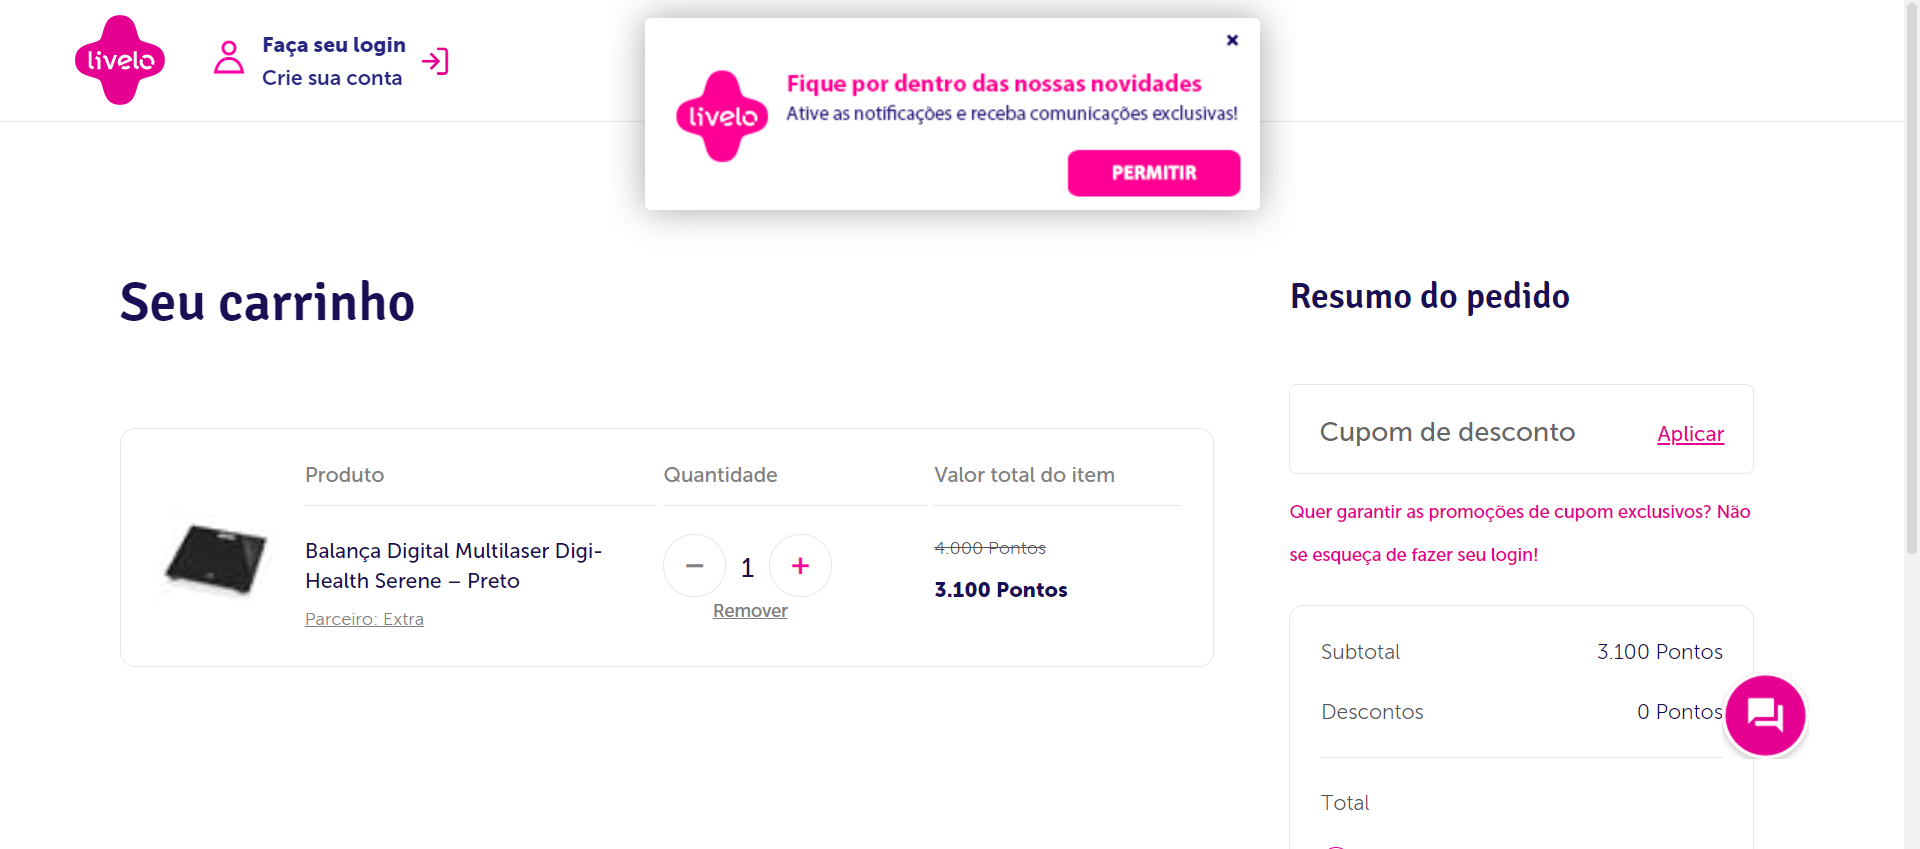 livelo
Faça seu login
Crie sua conta
Fique por dentro das nossas novidades
Ative as notificações e receba comunicações exclusivas!
livelo
PERMITIR
Seu carrinho
Resumo do pedido
Produto
Quantidade
Valor total do item
Balança Digital Multilaser Digi-
Health Serene – Preto
Parceiro: Extra
1
Remover
4.000 Pontos
3.100 Pontos
Cupom de desconto
Aplicar
Quer garantir as promoções de cupom exclusivos? Não
se esqueça de fazer seu login!
Subtotal
3.100 Pontos
Descontos
0 Pontos
Total